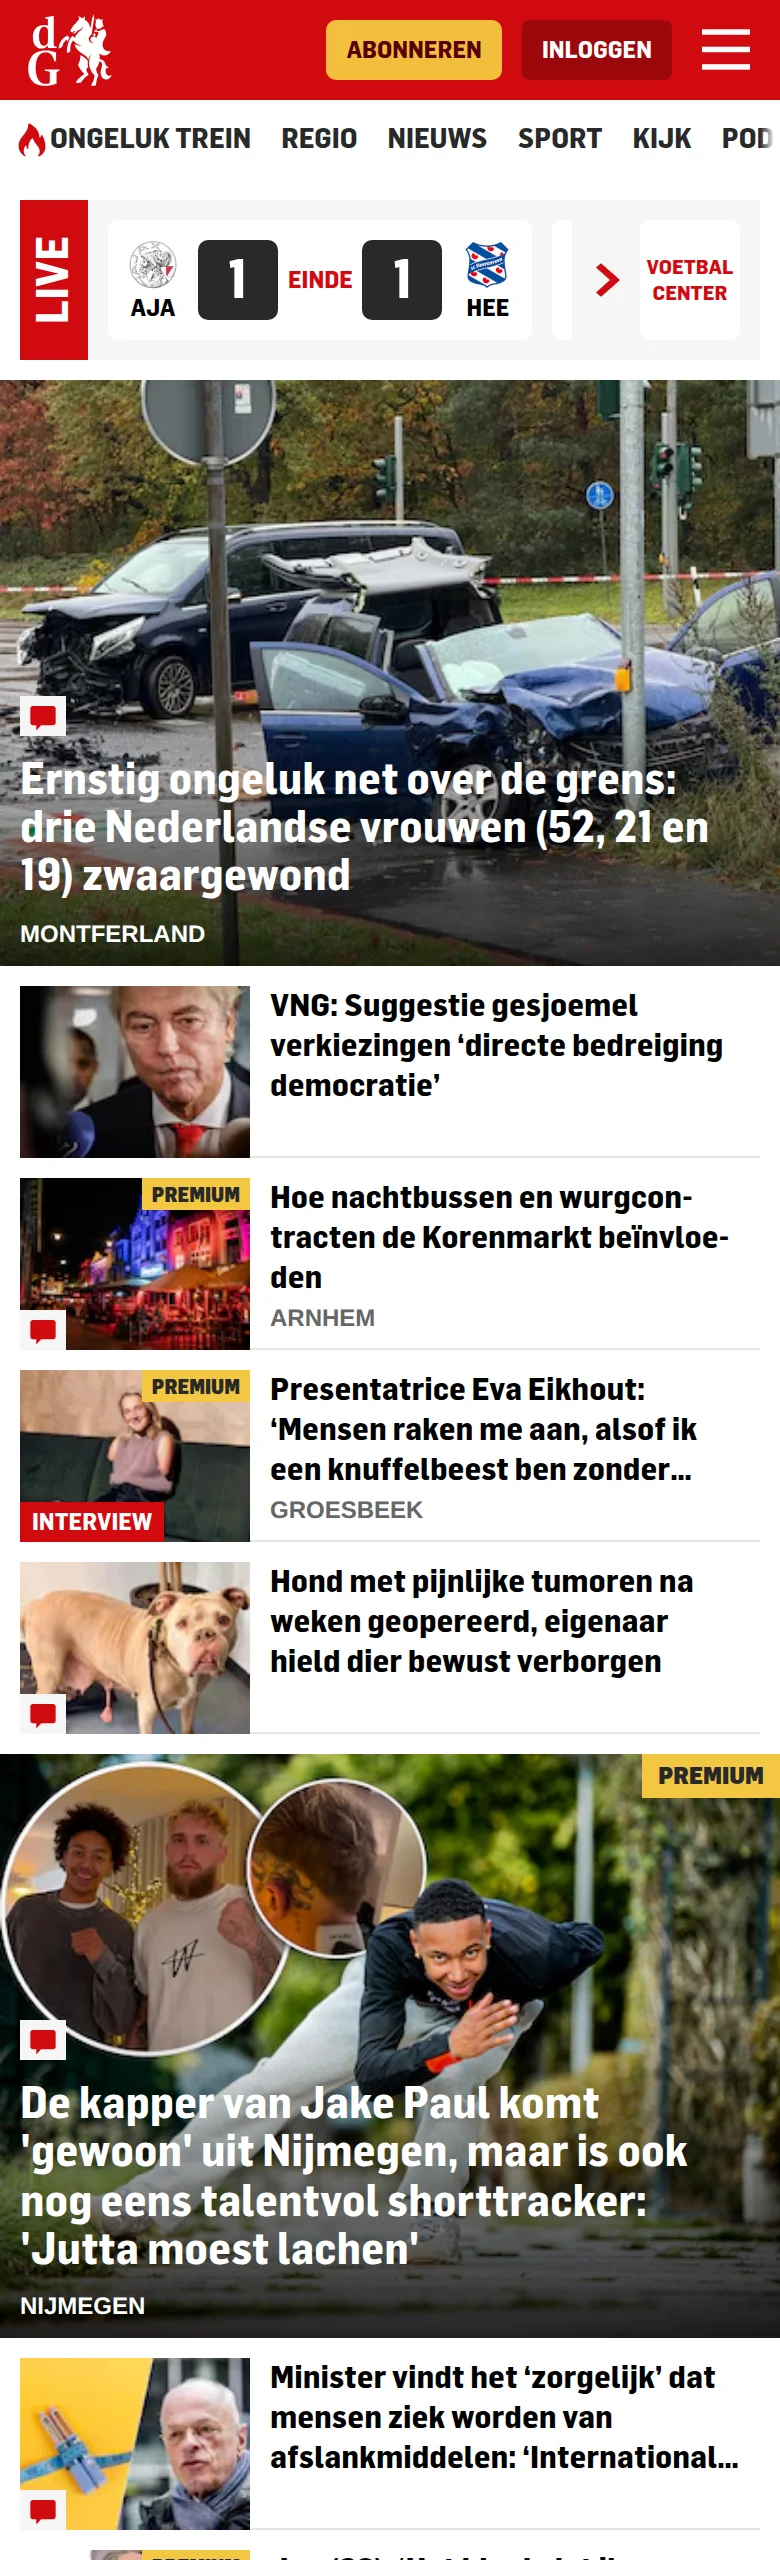 dG
ABONNEREN
INLOGGEN
ONGELUK TREIN
REGIO
NIEUWS
SPORT
KIJK
POD
LIVE
AJA
1
EINDE
1
HEE
VOETBAL
CENTER
Ernstig ongeluk net over de grens:
drie Nederlandse vrouwen (52, 21 en
19) zwaargewond
MONTFERLAND
VNG: Suggestie gesjoemel
verkiezingen ‘directe bedreiging
democratie’
PREMIUM
Hoe nachtbussen en wurgcon-
tracten de Korenmarkt beïnvloe-
den
ARNHEM
PREMIUM
INTERVIEW
Presentatrice Eva Eikhout:
‘Mensen raken me aan, alsof ik
een knuffelbeest ben zonder...
GROESBEEK
Hond met pijnlijke tumoren na
weken geopereerd, eigenaar
hield dier bewust verborgen
PREMIUM
De kapper van Jake Paul komt
'gewoon' uit Nijmegen, maar is ook
nog eens talentvol shorttracker:
'Jutta moest lachen'
NIJMEGEN
Minister vindt het ‘zorgelijk’ dat
mensen ziek worden van
afslankmiddelen: ‘International...